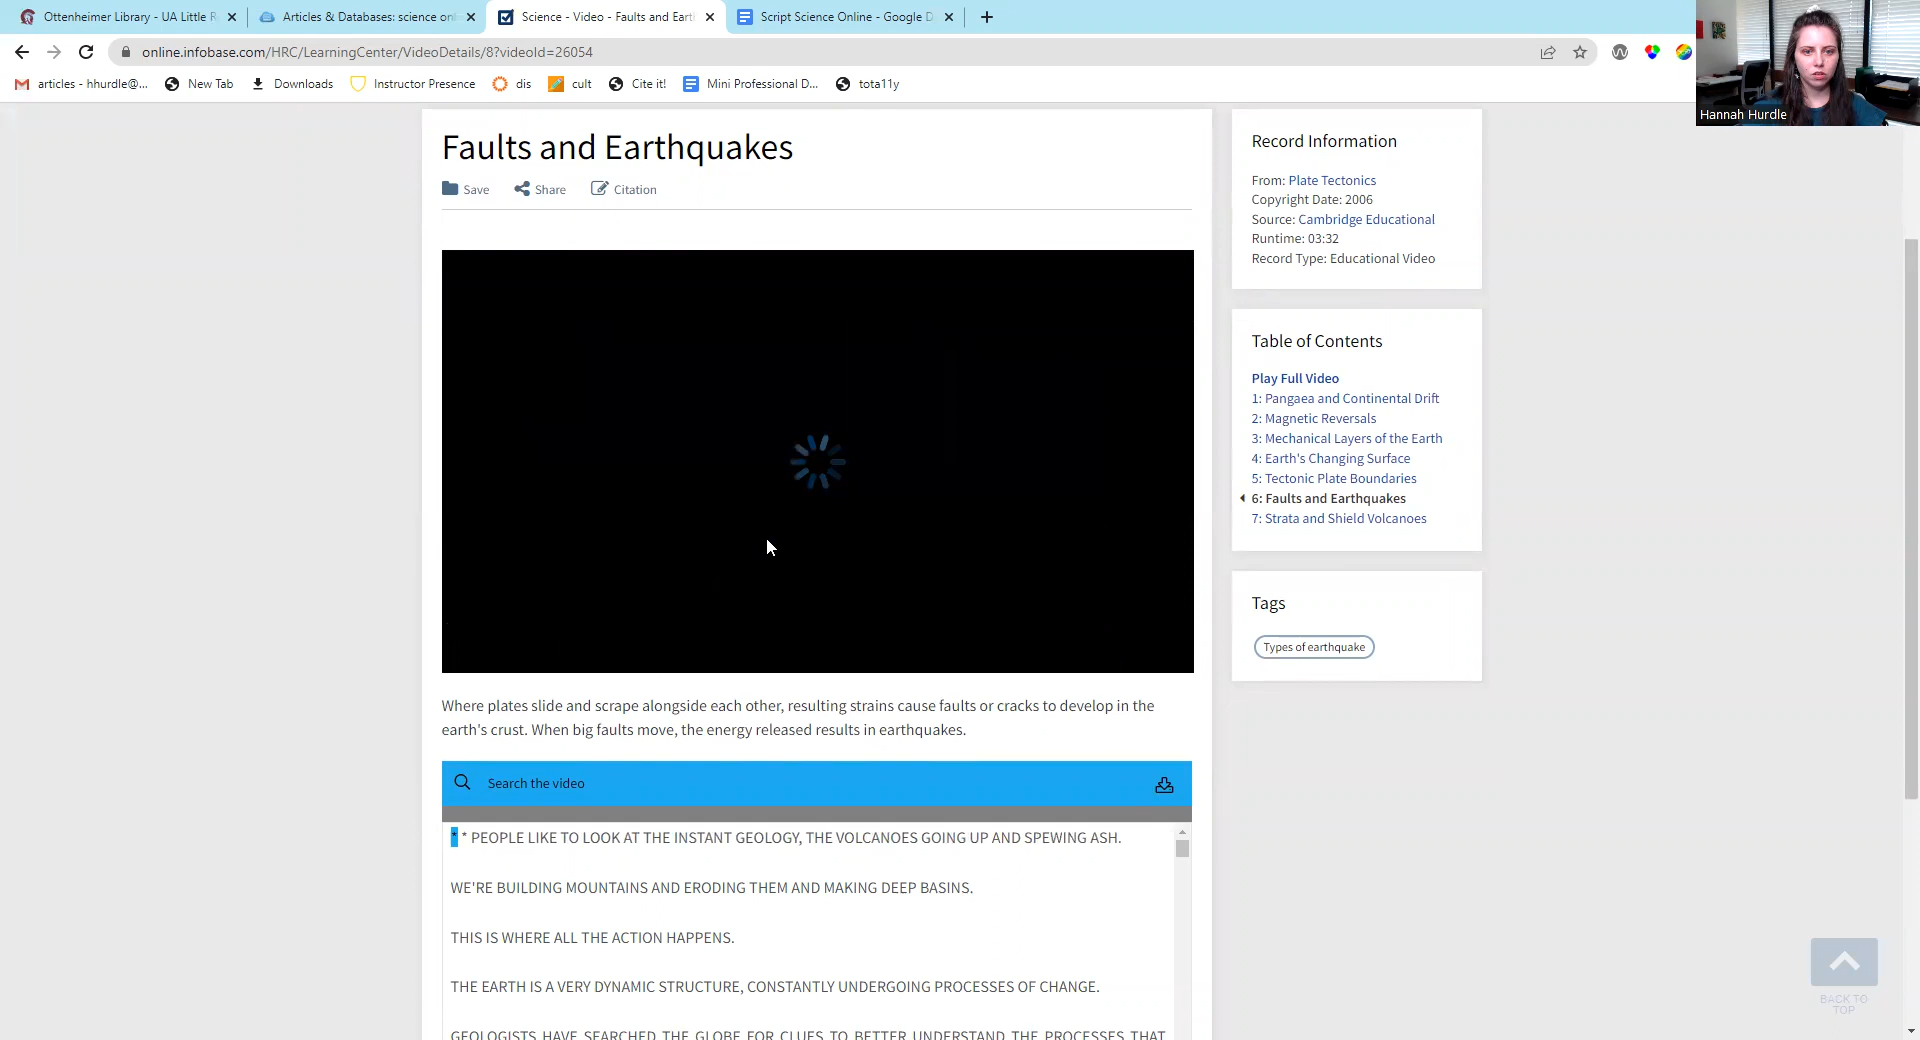 Ottenheimer Library - UA Little R
Articles & Databases: science onl
Science - Video - Faults and Eart
Script Science Online - Google D
online.infobase.com/HRC/LearningCenter/VideoDetails/8?videoId=26054
articles - hhurdle@...
New Tab
Downloads
Instructor Presence
dis
cult
Cite it!
Mini Professional D...
tota11y
Hannah Hurdle
Faults and Earthquakes
Save
Share
Citation
Where plates slide and scrape alongside each other, resulting strains cause faults or cracks to develop in the
earth's crust. When big faults move, the energy released results in earthquakes.
Search the video
* * PEOPLE LIKE TO LOOK AT THE INSTANT GEOLOGY, THE VOLCANOES GOING UP AND SPEWING ASH.
WE'RE BUILDING MOUNTAINS AND ERODING THEM AND MAKING DEEP BASINS.
THIS IS WHERE ALL THE ACTION HAPPENS.
THE EARTH IS A VERY DYNAMIC STRUCTURE, CONSTANTLY UNDERGOING PROCESSES OF CHANGE.
GEOLOGISTS HAVE SEARCHED THE GLOBE FOR CLUES TO BETTER UNDERSTAND THE PROCESSES THAT
Record Information
From: Plate Tectonics
Copyright Date: 2006
Source: Cambridge Educational
Runtime: 03:32
Record Type: Educational Video
Table of Contents
Play Full Video
1: Pangaea and Continental Drift
2: Magnetic Reversals
3: Mechanical Layers of the Earth
4: Earth's Changing Surface
5: Tectonic Plate Boundaries
6: Faults and Earthquakes
7: Strata and Shield Volcanoes
Tags
Types of earthquake
BACK TO
TOP